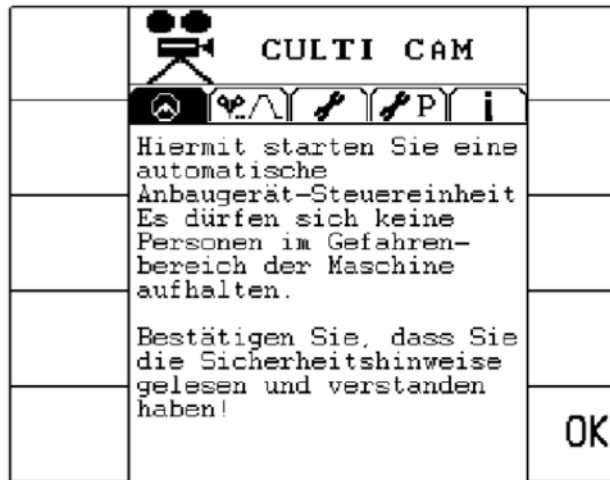 CULTI CAM
P i
Hiermit starten Sie eine
automatische
Anbaugerät-Steuereinheit
Es dürfen sich keine
Personen im Gefahren-
bereich der Maschine
aufhalten.
Bestätigen Sie, dass Sie
die Sicherheitshinweise
gelesen und verstanden
haben!
OK